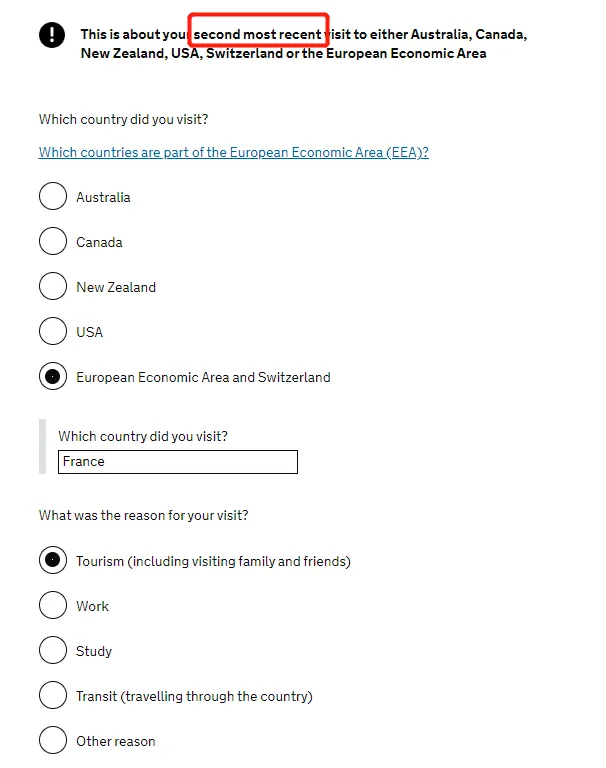 This is about your second most recent visit to either Australia, Canada,
New Zealand, USA, Switzerland or the European Economic Area
Which country did you visit?
Which countries are part of the European Economic Area (EEA)?
Australia
Canada
New Zealand
USA
European Economic Area and Switzerland
Which country did you visit?
France
What was the reason for your visit?
Tourism (including visiting family and friends)
Work
Study
Transit (travelling through the country)
Other reason